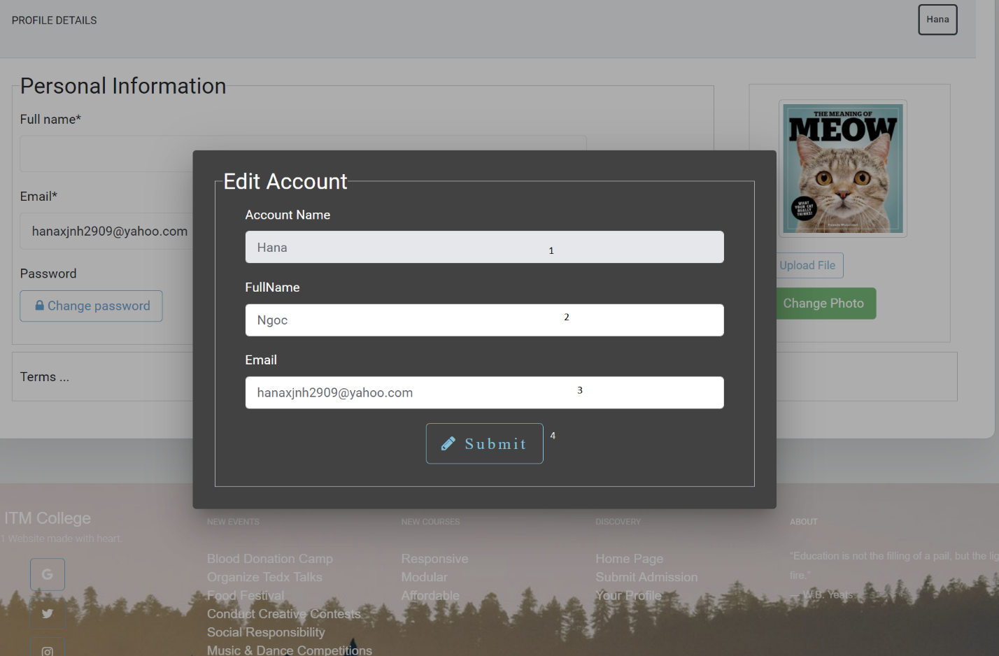 PROFILE DETAILS
Hana
Personal Information
Full name*
Email*
hanaxjnh2909@yahoo.com
Password
Change password
Terms ...
THE MEANING OF
MEOW
WHAT
YOUR CAT
REALLY
THINKS!
Upload File
Change Photo
Edit Account
Account Name
Hana
1
FullName
Ngoc
2
Email
hanaxjnh2909@yahoo.com
3
Submit
4
ITM College
1 Website made with heart.
NEW EVENTS
Blood Donation Camp
Organize Tedx Talks
Food Festival
Conduct Creative Contests
Social Responsibility
Music & Dance Competitions
NEW COURSES
Responsive
Modular
Affordable
DISCOVERY
Home Page
Submit Admission
Your Profile
ABOUT
“Education is not the filling of a pail, but the lig
fire.”
— W.B. Yeats